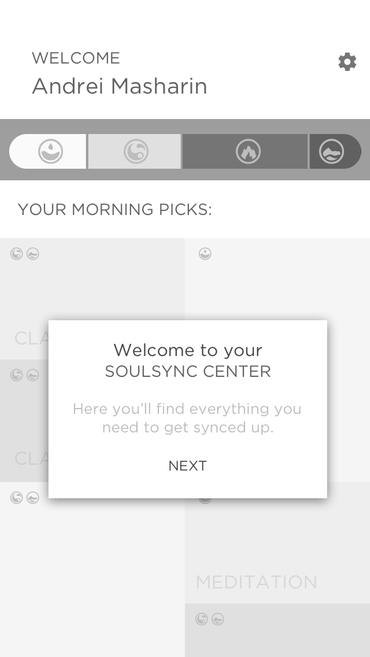 WELCOME
Andrei Masharin
YOUR MORNING PICKS:
CLA
Welcome to your
SOULSYNC CENTER
Here you'll find everything you
need to get synced up.
NEXT
CLA
MEDITATION